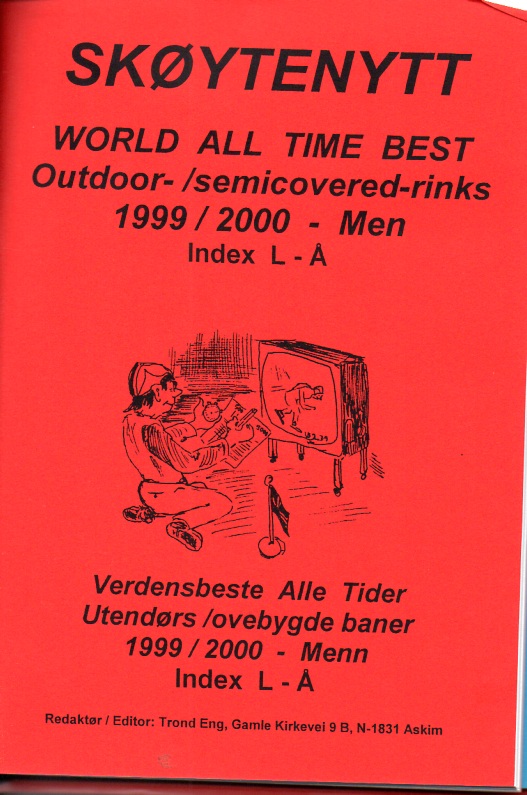 SKØYTENYTT
WORLD ALL TIME BEST
Outdoor- /semicovered-rinks
1999 / 2000 - Men
Index L - Å
Verdensbeste Alle Tider
Utendørs /ovebygde baner
1999 / 2000 - Menn
Index L - Å
Redaktør / Editor: Trond Eng, Gamle Kirkevei 9 B, N-1831 Askim